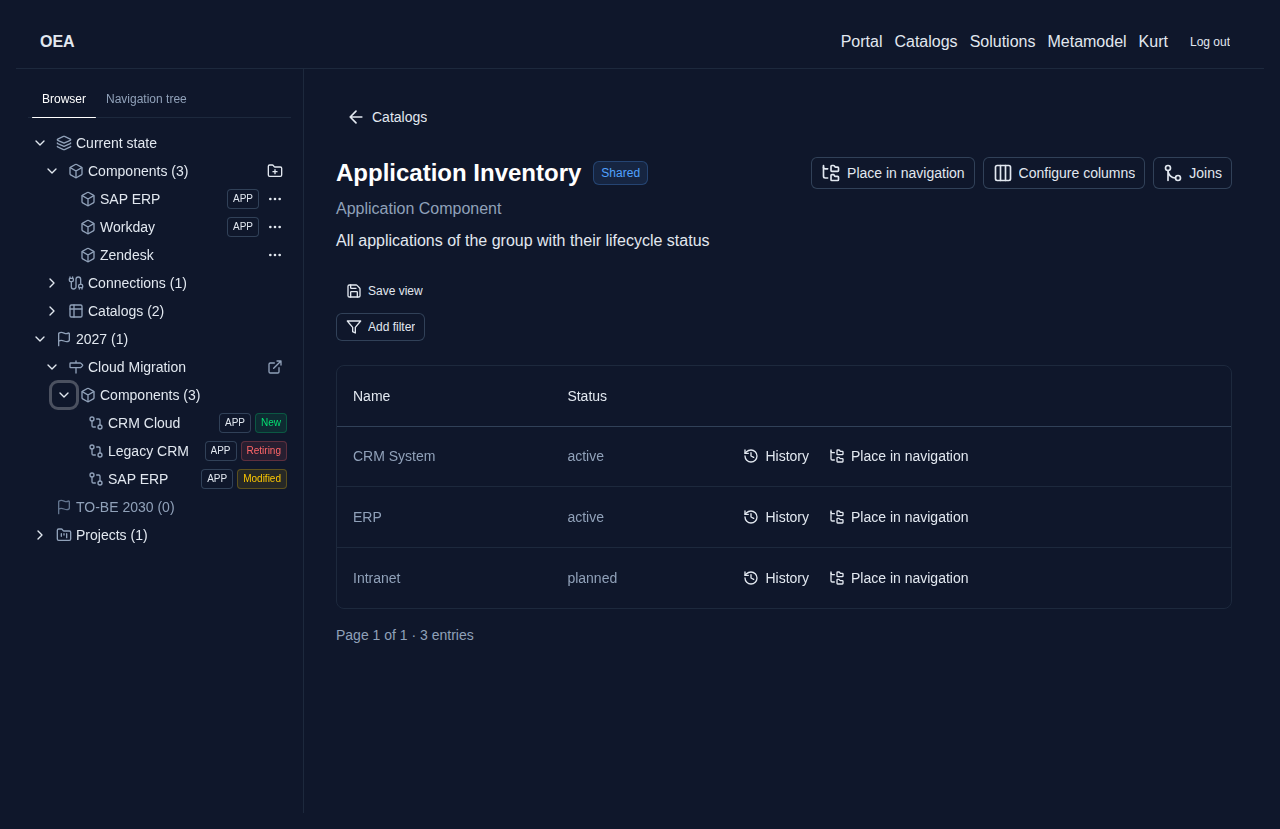 OEA
Portal Catalogs Solutions Metamodel Kurt Log out
Browser Navigation tree
Current state
Components (3)
SAP ERP APP
Workday APP
Zendesk
Connections (1)
Catalogs (2)
2027 (1)
Cloud Migration
Components (3)
CRM Cloud APP New
Legacy CRM APP Retiring
SAP ERP APP Modified
TO-BE 2030 (0)
Projects (1)
Catalogs
Application Inventory Shared Place in navigation Configure columns Joins
Application Component
All applications of the group with their lifecycle status
Save view
Add filter
Name Status
CRM System active History Place in navigation
ERP active History Place in navigation
Intranet planned History Place in navigation
Page 1 of 1 · 3 entries